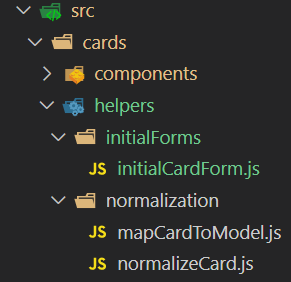 src
cards
components
helpers
initialForms
JS initialCardForm.js
normalization
JS mapCardToModel.js
JS normalizeCard.js